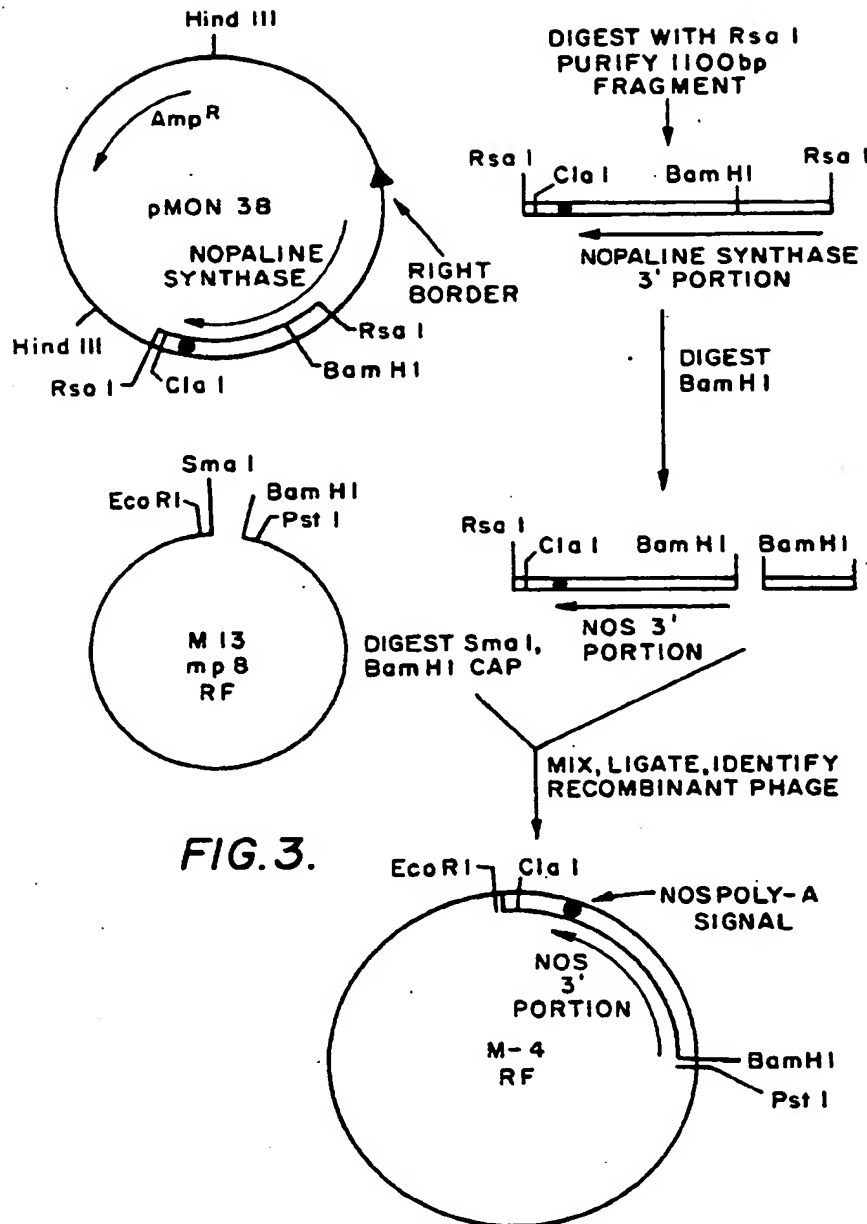 Hind III
Amp R
pMON 38
NOPALINE
SYNTHASE
RIGHT
BORDER
Hind III
Rsa I
Cla I
BamHI
Rsa I
DIGEST WITH Rsa I
PURIFY 1100bp
FRAGMENT
Rsa I
Cla I
BamHI
Rsa I
NOPALINE SYNTHASE
3' PORTION
DIGEST
BamHI
Sma I
EcoRI
BamHI
Pst I
M 13
mp 8
RF
Rsa I
Cla I
BamHI
BamHI
NOS 3'
PORTION
DIGEST Sma I,
BamHI CAP
MIX, LIGATE, IDENTIFY
RECOMBINANT PHAGE
FIG. 3.
EcoRI
Cla I
NOS POLY-A
SIGNAL
NOS
3'
PORTION
M-4
RF
BamHI
Pst I